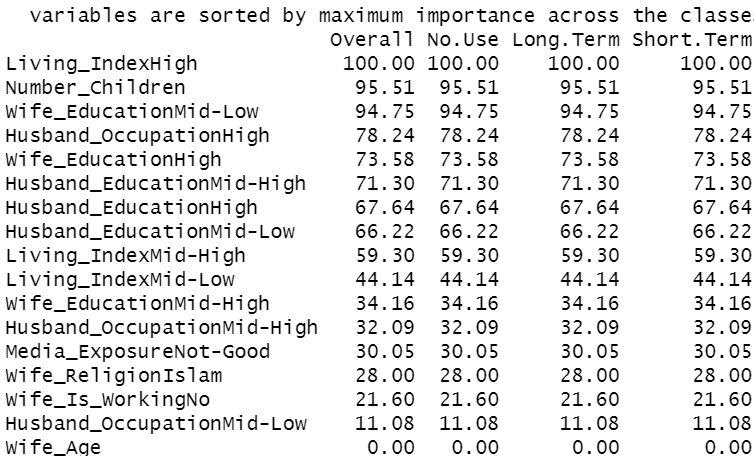 variables are sorted by maximum importance across the classe
Overall No.Use Long.Term Short.Term
Living_IndexHigh 100.00 100.00 100.00 100.00
Number_Children 95.51 95.51 95.51 95.51
Wife_EducationMid-Low 94.75 94.75 94.75 94.75
Husband_OccupationHigh 78.24 78.24 78.24 78.24
Wife_EducationHigh 73.58 73.58 73.58 73.58
Husband_EducationMid-High 71.30 71.30 71.30 71.30
Husband_EducationHigh 67.64 67.64 67.64 67.64
Husband_EducationMid-Low 66.22 66.22 66.22 66.22
Living_IndexMid-High 59.30 59.30 59.30 59.30
Living_IndexMid-Low 44.14 44.14 44.14 44.14
Wife_EducationMid-High 34.16 34.16 34.16 34.16
Husband_OccupationMid-High 32.09 32.09 32.09 32.09
Media_ExposureNot-Good 30.05 30.05 30.05 30.05
Wife_ReligionIslam 28.00 28.00 28.00 28.00
Wife_Is_WorkingNo 21.60 21.60 21.60 21.60
Husband_OccupationMid-Low 11.08 11.08 11.08 11.08
Wife_Age 0.00 0.00 0.00 0.00